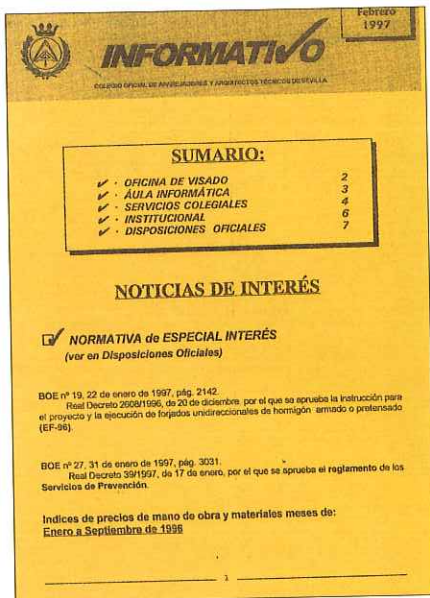 Febrero
1997
INFORMATIVO
COLEGIO OFICIAL DE APAREJADORES Y ARQUITECTOS TÉCNICOS DE SEVILLA
SUMARIO:
✔ · OFICINA DE VISADO 2
✔ · ÁULA INFORMÁTICA 3
✔ · SERVICIOS COLEGIALES 4
✔ · INSTITUCIONAL 6
✔ · DISPOSICIONES OFICIALES 7
NOTICIAS DE INTERÉS
NORMATIVA de ESPECIAL INTERÉS
(ver en Disposiciones Oficiales)
BOE nº 19, 22 de enero de 1997, pág. 2142.
Real Decreto 2608/1996, de 20 de diciembre, por el que se aprueba la Instrucción para
el proyecto y la ejecución de forjados unidireccionales de hormigón armado o pretensado
(EF-96).
BOE nº 27, 31 de enero de 1997, pág. 3031.
Real Decreto 39/1997, de 17 de enero, por el que se aprueba el reglamento de los
Servicios de Prevención.
Indices de precios de mano de obra y materiales meses de:
Enero a Septiembre de 1996
1